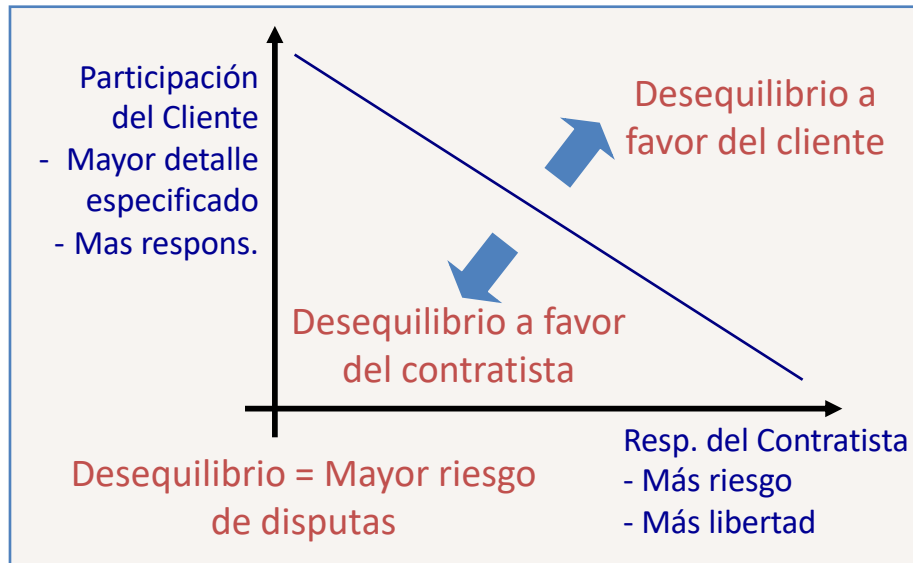 Participación
del Cliente
- Mayor detalle
especificado
- Mas respons.
Desequilibrio a
favor del cliente
Desequilibrio a favor
del contratista
Desequilibrio = Mayor riesgo
de disputas
Resp. del Contratista
- Más riesgo
- Más libertad